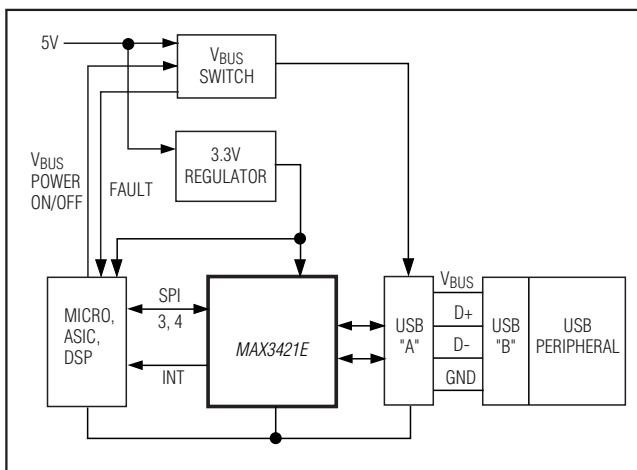 5V
VBUS
SWITCH
3.3V
REGULATOR
VBUS
POWER
ON/OFF
FAULT
MICRO,
ASIC,
DSP
SPI
3, 4
INT
MAX3421E
USB
"A"
VBUS
D+
D-
GND
USB
"B"
USB
PERIPHERAL